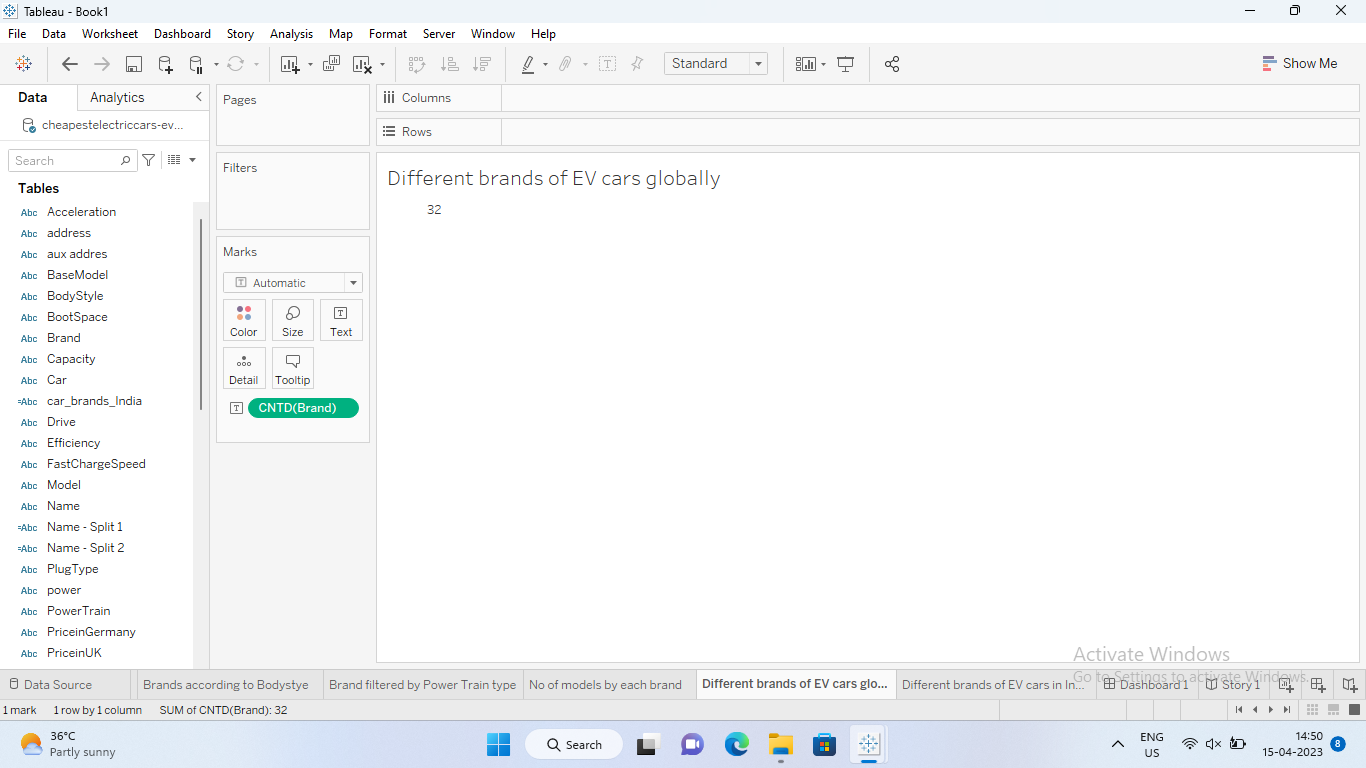 Tableau - Book1
File Data Worksheet Dashboard Story Analysis Map Format Server Window Help
Standard
Show Me
Data Analytics
cheapestelectriccars-ev...
Search
Tables
Abc Acceleration
Abc address
Abc aux addres
Abc BaseModel
Abc BodyStyle
Abc BootSpace
Abc Brand
Abc Capacity
Abc Car
=Abc car_brands_India
Abc Drive
Abc Efficiency
Abc FastChargeSpeed
Abc Model
Abc Name
=Abc Name - Split 1
=Abc Name - Split 2
Abc PlugType
Abc power
Abc PowerTrain
Abc PriceinGermany
Abc PriceinUK
Pages
Filters
Marks
T Automatic
Color Size T Text
Detail Tooltip
T CNTD(Brand)
Columns
Rows
Different brands of EV cars globally
32
Activate Windows
Go to Settings to activate Windows.
Data Source Brands according to Bodystye Brand filtered by Power Train type No of models by each brand Different brands of EV cars glo... Different brands of EV cars in In... Dashboard 1 Story 1
1 mark 1 row by 1 column SUM of CNTD(Brand): 32
36°C
Partly sunny
Search
ENG
US
14:50
15-04-2023
8